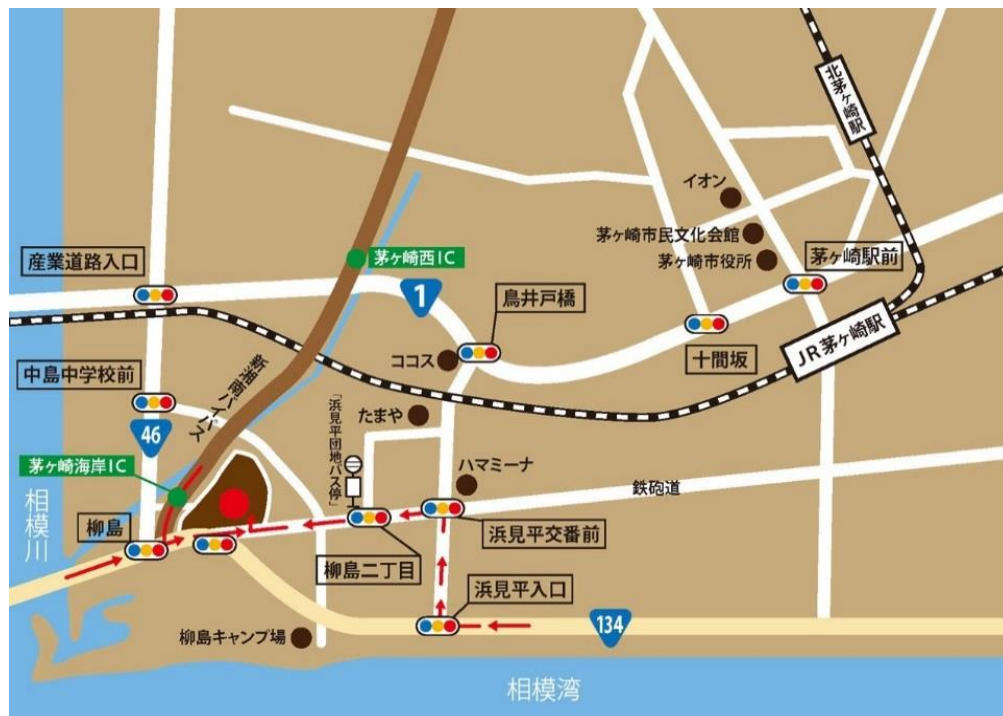 北茅ヶ崎駅
イオン
茅ヶ崎市民文化会館
茅ヶ崎市役所
茅ヶ崎駅前
産業道路入口
茅ヶ崎西IC
1
鳥井戸橋
十間坂
JR茅ヶ崎駅
ココス
中島中学校前
新湘南バイパス
46
「浜見平団地バス停」
たまや
ハマミーナ
茅ヶ崎海岸IC
鉄砲道
相模川
柳島
浜見平交番前
柳島二丁目
浜見平入口
134
柳島キャンプ場
相模湾